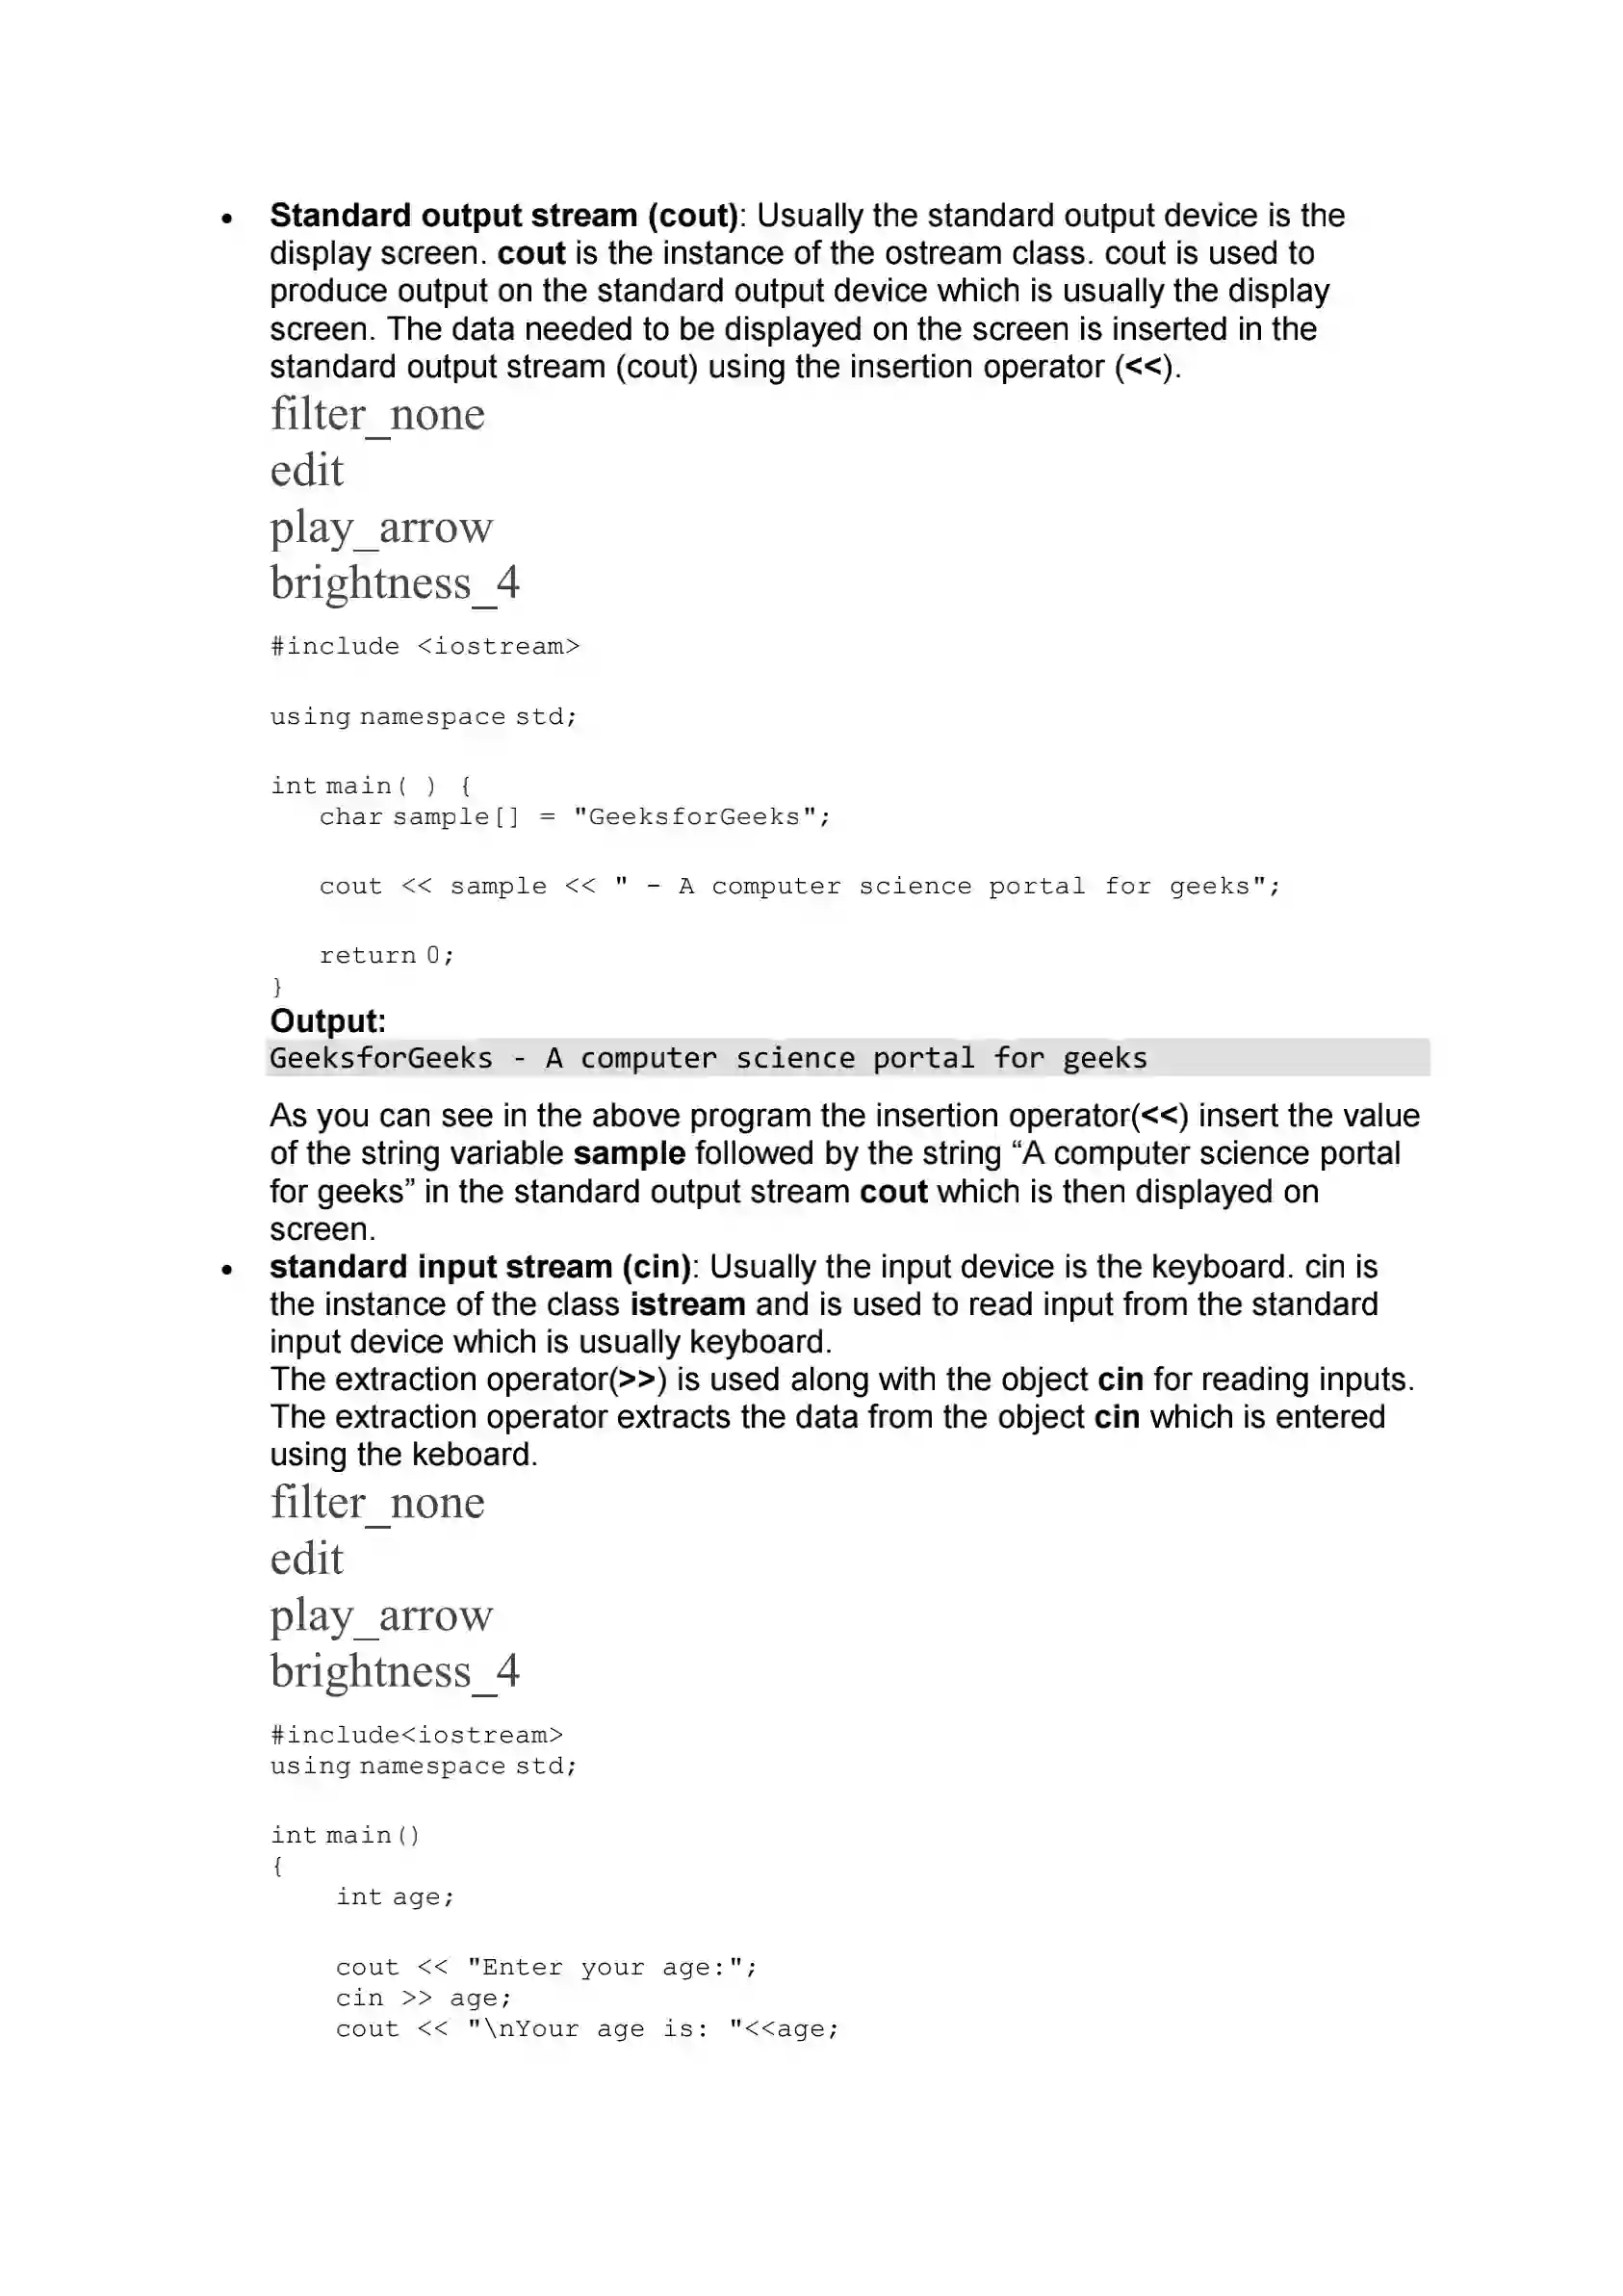 • Standard output stream (cout): Usually the standard output device is the
display screen. cout is the instance of the ostream class. cout is used to
produce output on the standard output device which is usually the display
screen. The data needed to be displayed on the screen is inserted in the
standard output stream (cout) using the insertion operator (<<).
filter_none
edit
play_arrow
brightness_4
#include <iostream>
using namespace std;
int main( ) {
char sample[] = "GeeksforGeeks";
cout << sample << " - A computer science portal for geeks";
return 0;
}
Output:
GeeksforGeeks - A computer science portal for geeks
As you can see in the above program the insertion operator(<<) insert the value
of the string variable sample followed by the string “A computer science portal
for geeks” in the standard output stream cout which is then displayed on
screen.
• standard input stream (cin): Usually the input device is the keyboard. cin is
the instance of the class istream and is used to read input from the standard
input device which is usually keyboard.
The extraction operator(>>) is used along with the object cin for reading inputs.
The extraction operator extracts the data from the object cin which is entered
using the keboard.
filter_none
edit
play_arrow
brightness_4
#include<iostream>
using namespace std;
int main()
{
int age;
cout << "Enter your age:";
cin >> age;
cout << "\nYour age is: "<<age;